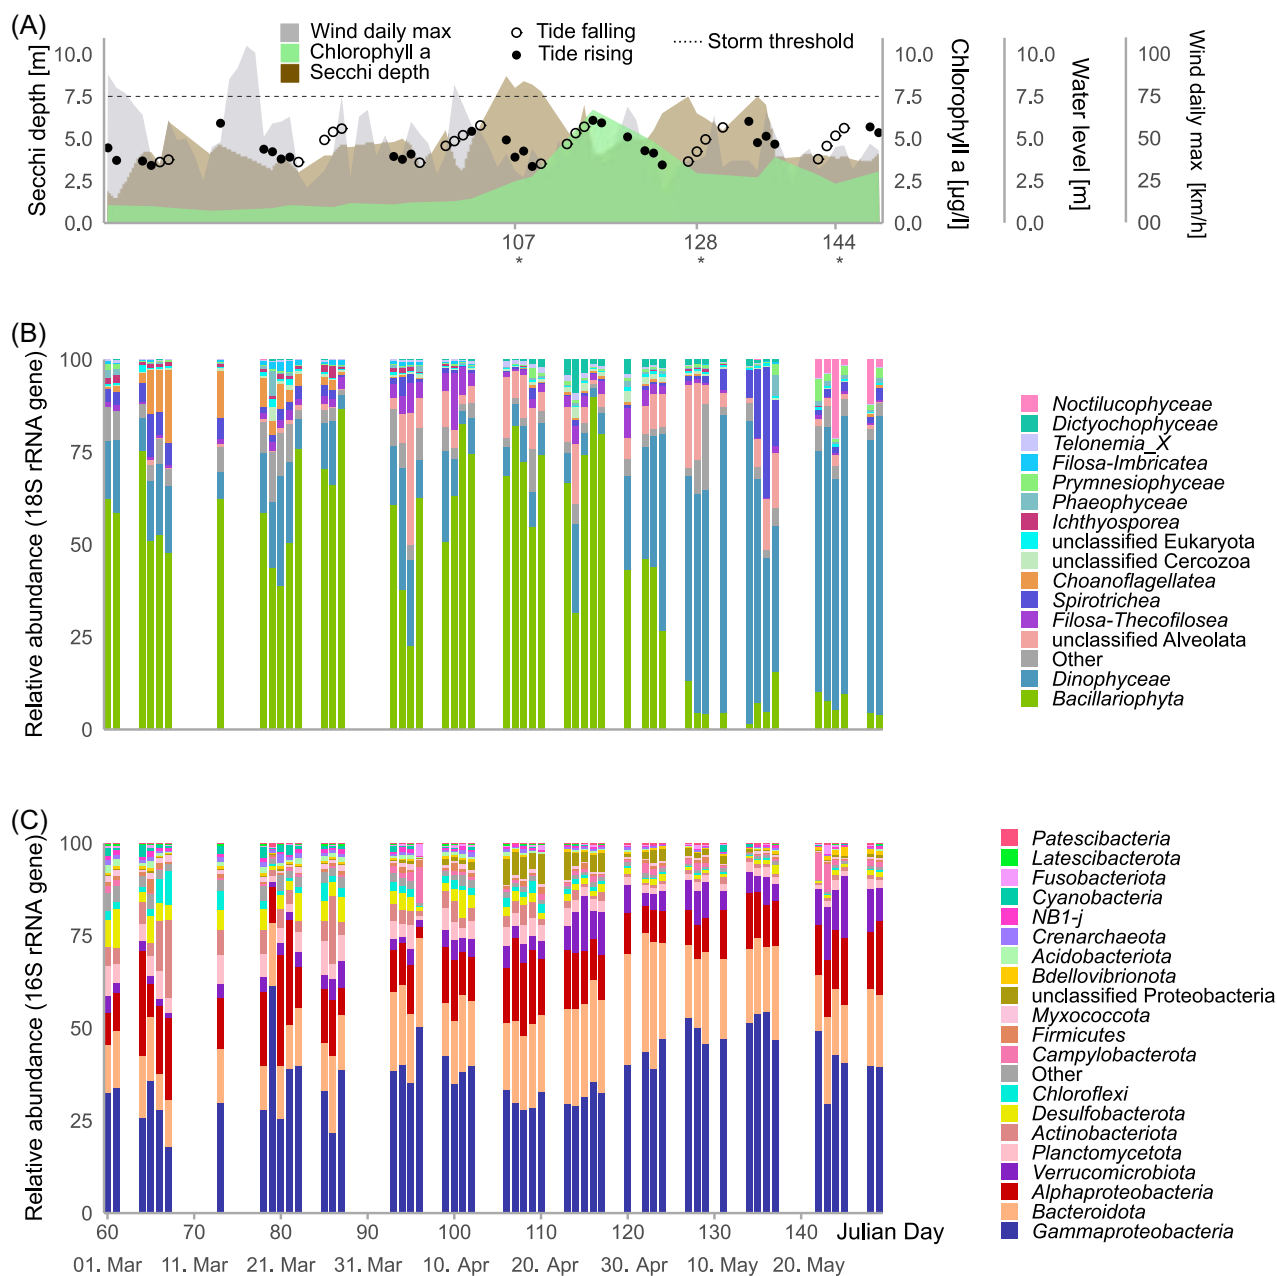 (A)
Wind daily max
Chlorophyll a
Secchi depth
Tide falling
Tide rising
Storm threshold
Secchi depth [m]
10.0
7.5
5.0
2.5
0.0
10.0
7.5
5.0
2.5
0.0
Chlorophyll a [µg/l]
10.0
7.5
5.0
2.5
0.0
Water level [m]
100
75
50
25
00
Wind daily max [km/h]
107 128 144
* * *
(B)
Relative abundance (18S rRNA gene)
100
75
50
25
0
Noctilucophyceae
Dictyochophyceae
Telonemia_X
Filosa-Imbricatea
Prymnesiophyceae
Phaeophyceae
Ichthyosporea
unclassified Eukaryota
unclassified Cercozoa
Choanoflagellatea
Spirotrichea
Filosa-Thecofilosea
unclassified Alveolata
Other
Dinophyceae
Bacillariophyta
(C)
Relative abundance (16S rRNA gene)
100
75
50
25
0
Patescibacteria
Latescibacterota
Fusobacteriota
Cyanobacteria
NB1-j
Crenarchaeota
Acidobacteriota
Bdellovibrionota
unclassified Proteobacteria
Myxococcota
Firmicutes
Campylobacterota
Other
Chloroflexi
Desulfobacterota
Actinobacteriota
Planctomycetota
Verrucomicrobiota
Alphaproteobacteria
Bacteroidota
Gammaproteobacteria
60 70 80 90 100 110 120 130 140 Julian Day
01. Mar 11. Mar 21. Mar 31. Mar 10. Apr 20. Apr 30. Apr 10. May 20. May